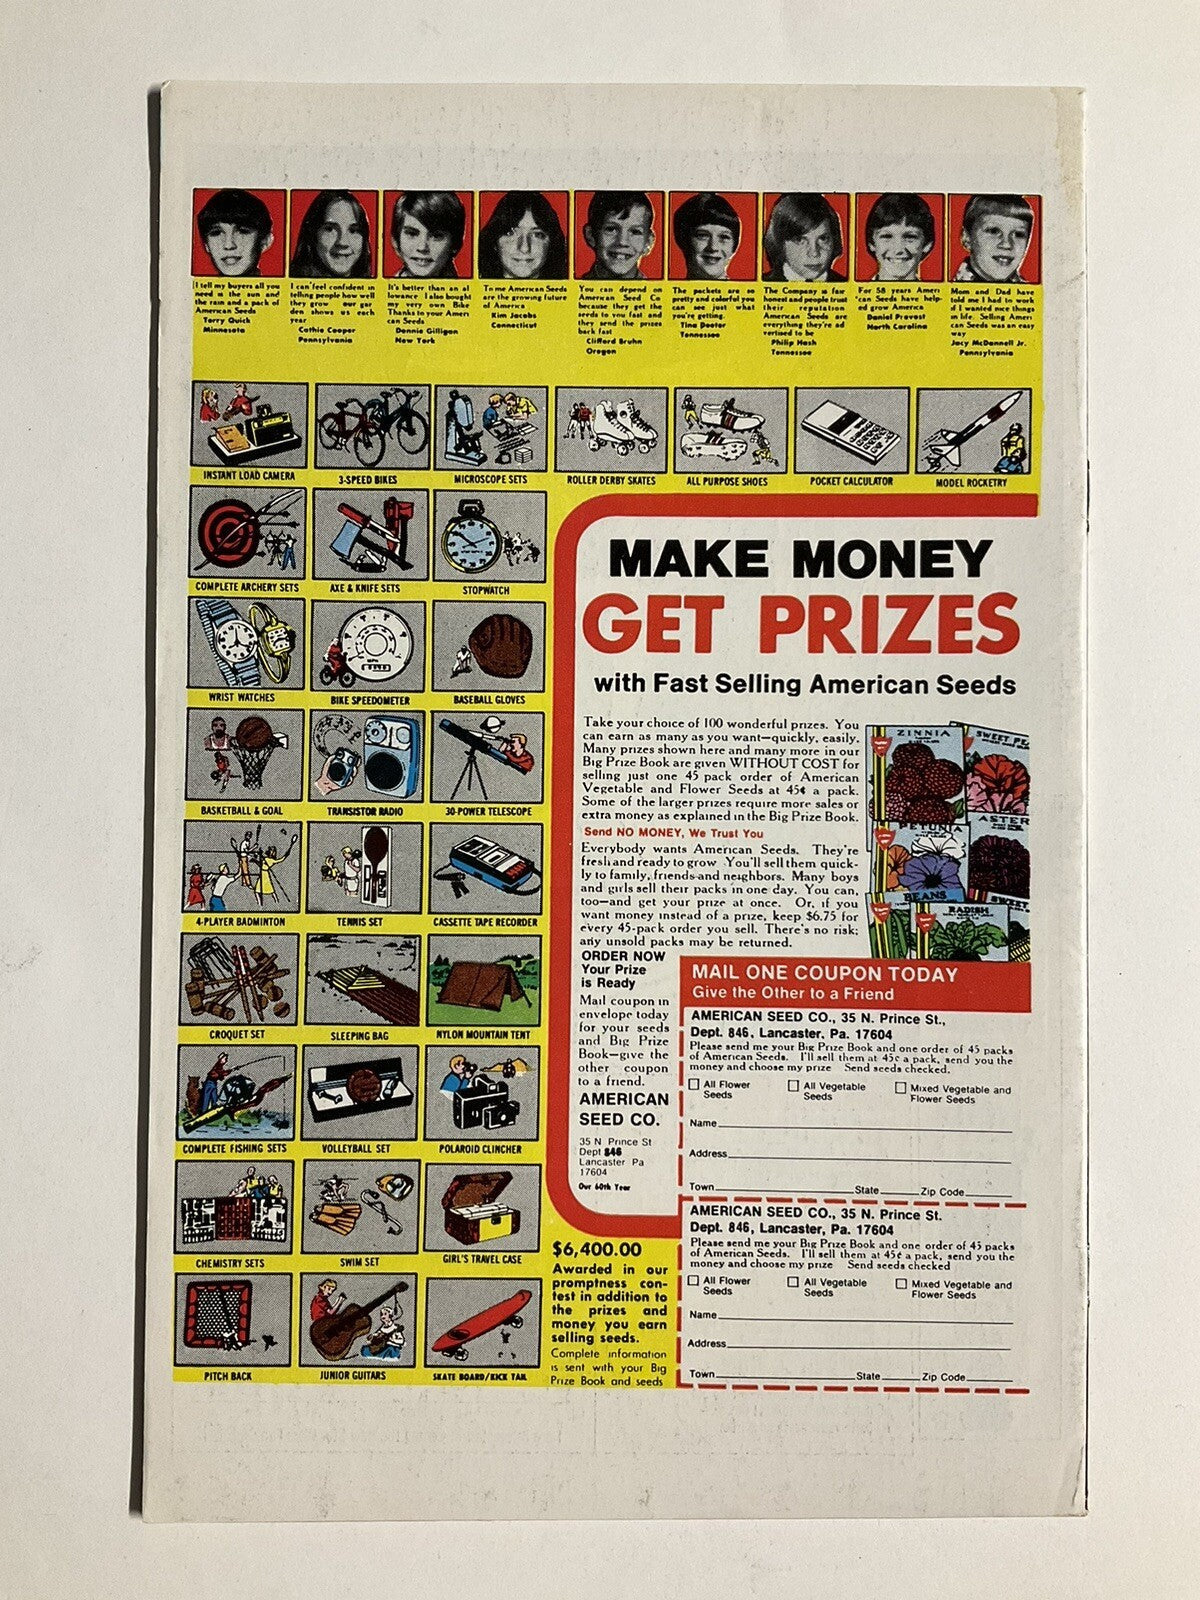 I tell my buyers all you
need is the sun and
the rain and a pack of
American Seeds
Terry Quick
Minnesota
I can feel confident in
telling people how well
they grow our gar
den shows us each
year
Cathie Cooper
Pennsylvania
It's better than an al
lowance I also bought
my very own Bike
Thanks to your Ameri
can Seeds
Dennie Gilligan
New York
To me American Seeds
are the growing future
of America
Kim Jacobs
Connecticut
You can depend on
American Seed Co
because they get the
seeds to you fast and
they send the prizes
back fast
Clifford Bruhn
Oregon
The packets are so
pretty and colorful you
can see just what
you're getting.
Tina Deeter
Tennessee
The Company is fair
honest and people trust
their reputation
American Seeds are
everything they're ad
vertised to be
Philip Hash
Tennessee
For 58 years Ameri
can Seeds have help-
ed grow America
Daniel Prevost
North Carolina
Mom and Dad have
told me I had to work
if I wanted nice things
in life. Selling Ameri
can Seeds was an easy
way
Jacy McDannell Jr.
Pennsylvania
INSTANT LOAD CAMERA
3-SPEED BIKES
MICROSCOPE SETS
ROLLER DERBY SKATES
ALL PURPOSE SHOES
POCKET CALCULATOR
MODEL ROCKETRY
COMPLETE ARCHERY SETS
AXE & KNIFE SETS
STOPWATCH
WRIST WATCHES
BIKE SPEEDOMETER
BASEBALL GLOVES
BASKETBALL & GOAL
TRANSISTOR RADIO
30-POWER TELESCOPE
4-PLAYER BADMINTON
TENNIS SET
CASSETTE TAPE RECORDER
CROQUET SET
SLEEPING BAG
NYLON MOUNTAIN TENT
COMPLETE FISHING SETS
VOLLEYBALL SET
POLAROID CLINCHER
CHEMISTRY SETS
SWIM SET
GIRL'S TRAVEL CASE
PITCH BACK
JUNIOR GUITARS
SKATE BOARD/KICK TAIL
MAKE MONEY
GET PRIZES
with Fast Selling American Seeds
Take your choice of 100 wonderful prizes. You
can earn as many as you want—quickly, easily.
Many prizes shown here and many more in our
Big Prize Book are given WITHOUT COST for
selling just one 45 pack order of American
Vegetable and Flower Seeds at 45¢ a pack.
Some of the larger prizes require more sales or
extra money as explained in the Big Prize Book.
Send NO MONEY, We Trust You
Everybody wants American Seeds. They're
fresh and ready to grow You'll sell them quick-
ly to family, friends and neighbors. Many boys
and girls sell their packs in one day. You can,
too—and get your prize at once. Or, if you
want money instead of a prize, keep $6.75 for
every 45-pack order you sell. There's no risk;
any unsold packs may be returned.
ZINNIA
SWEET PE
PETUNIA
ASTER
BEANS
RADISH
SWEET
ORDER NOW
Your Prize
is Ready
Mail coupon in
envelope today
for your seeds
and Big Prize
Book—give the
other coupon
to a friend.
AMERICAN
SEED CO.
35 N Prince St
Dept 846
Lancaster Pa
17604
Our 60th Year
$6,400.00
Awarded in our
promptness con-
test in addition to
the prizes and
money you earn
selling seeds.
Complete information
is sent with your Big
Prize Book and seeds
MAIL ONE COUPON TODAY
Give the Other to a Friend
AMERICAN SEED CO., 35 N. Prince St.,
Dept. 846, Lancaster, Pa. 17604
Please send me your Big Prize Book and one order of 45 packs
of American Seeds. I'll sell them at 45c a pack, send you the
money and choose my prize Send seeds checked.
All Flower Seeds
All Vegetable Seeds
Mixed Vegetable and Flower Seeds
Name
Address
Town State Zip Code
AMERICAN SEED CO., 35 N. Prince St.
Dept. 846, Lancaster, Pa. 17604
Please send me your Big Prize Book and one order of 45 packs
of American Seeds. I'll sell them at 45¢ a pack, send you the
money and choose my prize Send seeds checked
All Flower Seeds
All Vegetable Seeds
Mixed Vegetable and Flower Seeds
Name
Address
Town State Zip Code